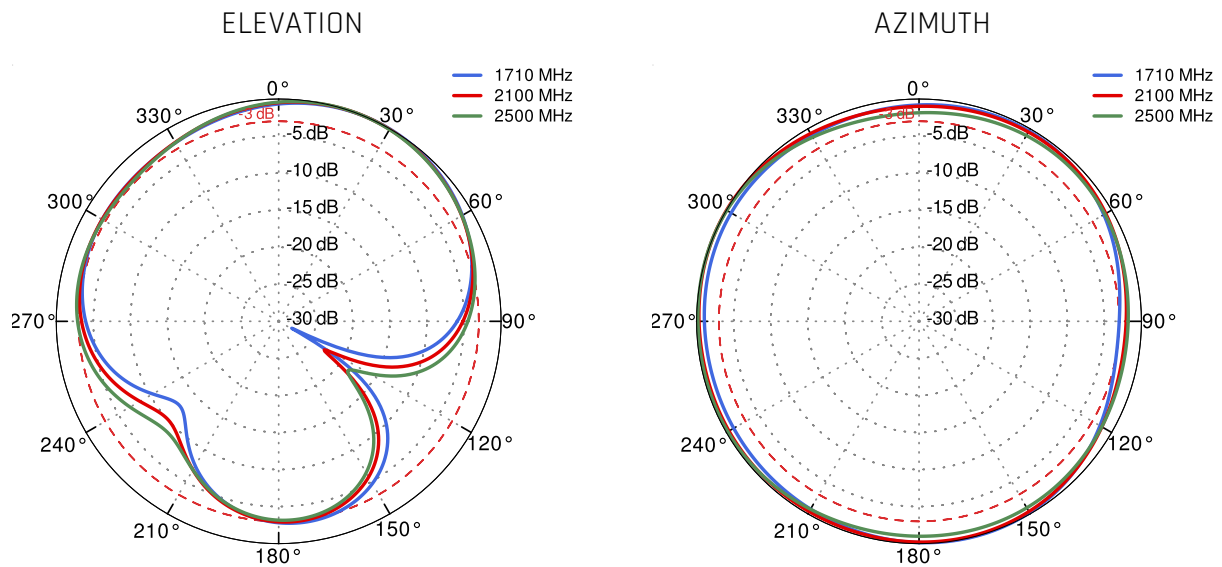 ELEVATION
1710 MHz
2100 MHz
2500 MHz
0°
30°
60°
90°
120°
150°
180°
210°
240°
270°
300°
330°
-3 dB
-5 dB
-10 dB
-15 dB
-20 dB
-25 dB
-30 dB
AZIMUTH
1710 MHz
2100 MHz
2500 MHz
0°
30°
60°
90°
120°
150°
180°
210°
240°
270°
300°
330°
-3 dB
-5 dB
-10 dB
-15 dB
-20 dB
-25 dB
-30 dB